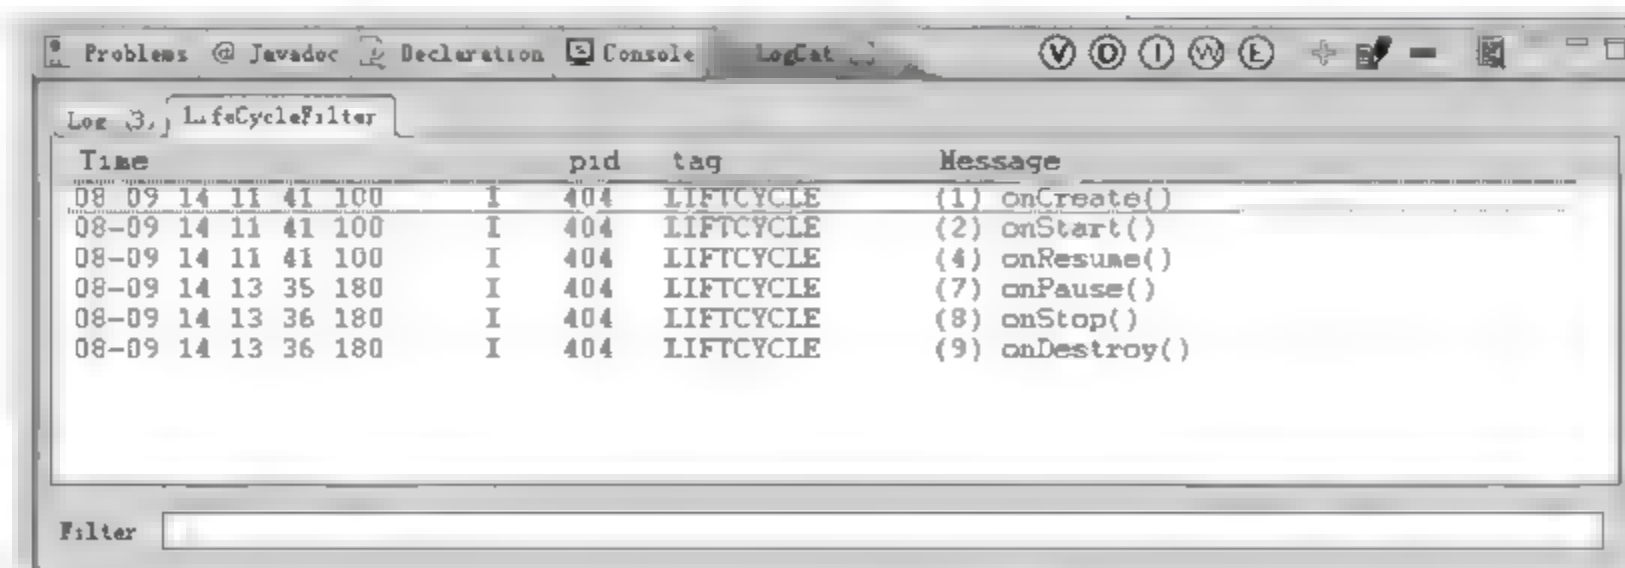 Problems @ Javadoc Declaration Console LogCat
V D I W E
Log (3) LifeCycleFilter
Time pid tag Message
08-09 14 11 41 100 I 404 LIFTCYCLE (1) onCreate()
08-09 14 11 41 100 I 404 LIFTCYCLE (2) onStart()
08-09 14 11 41 100 I 404 LIFTCYCLE (4) onResume()
08-09 14 13 35 180 I 404 LIFTCYCLE (7) onPause()
08-09 14 13 36 180 I 404 LIFTCYCLE (8) onStop()
08-09 14 13 36 180 I 404 LIFTCYCLE (9) onDestroy()
Filter